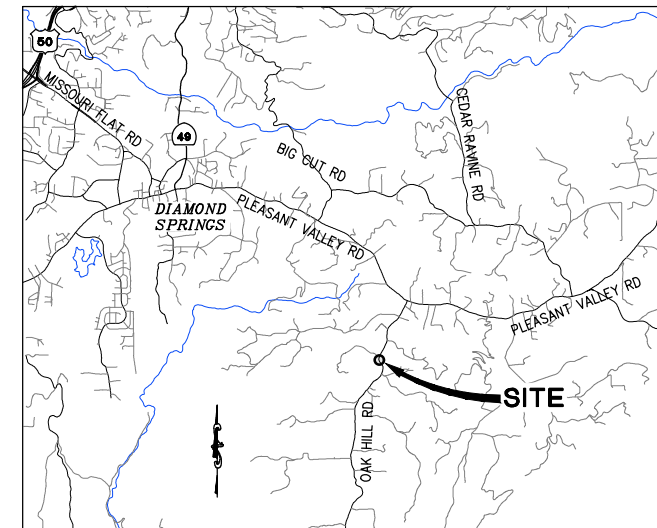 50
MISSOURI FLAT RD
49
CEDAR RAVINE RD
BIG CUT RD
DIAMOND
SPRINGS
PLEASANT VALLEY RD
PLEASANT VALLEY RD
SITE
OAK HILL RD